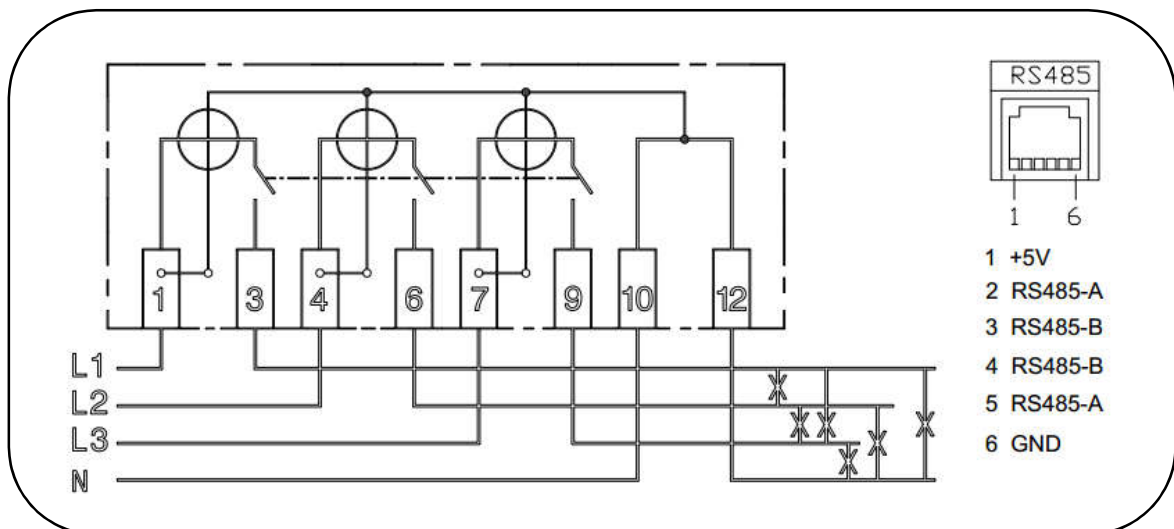 RS485
1 6
1 +5V
2 RS485-A
3 RS485-B
4 RS485-B
5 RS485-A
6 GND
1 3 4 6 7 9 10 12
L1
L2
L3
N